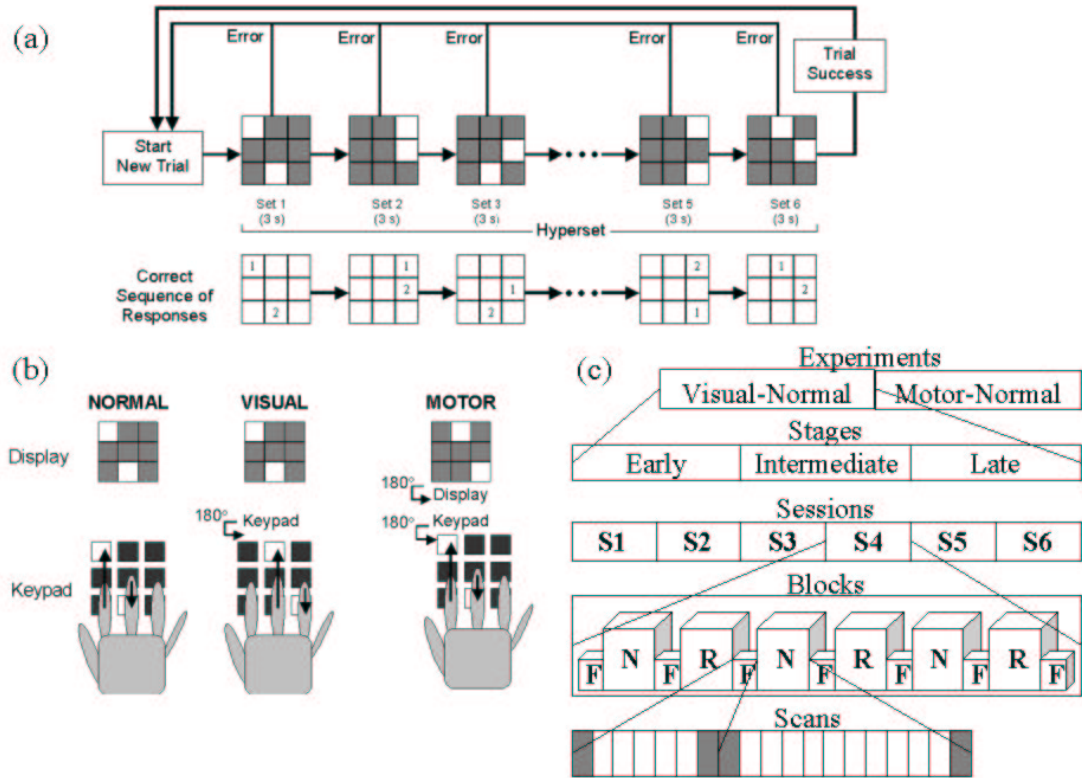 (a)
Error Error Error Error Error
Trial
Success
Start
New Trial
Set 1 Set 2 Set 3 Set 5 Set 6
(3 s) (3 s) (3 s) (3 s) (3 s)
Hyperset
Correct
Sequence of
Responses
1 1 2 1
2 1 2
2 2 1
(b)
NORMAL VISUAL MOTOR
Display
180° Display
180° Keypad 180° Keypad
Keypad
(c)
Experiments
Visual-Normal Motor-Normal
Stages
Early Intermediate Late
Sessions
S1 S2 S3 S4 S5 S6
Blocks
F N F R F N F R F N F R F
Scans